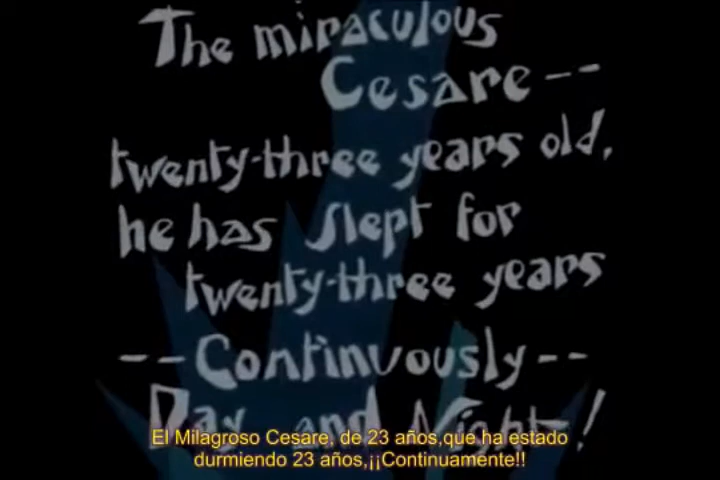 The miraculous
Cesare--
twenty-three years old,
he has slept for
twenty-three years
--Continuously--
Day and Night!
El Milagroso Cesare, de 23 años,que ha estado
durmiendo 23 años,¡¡Continuamente!!